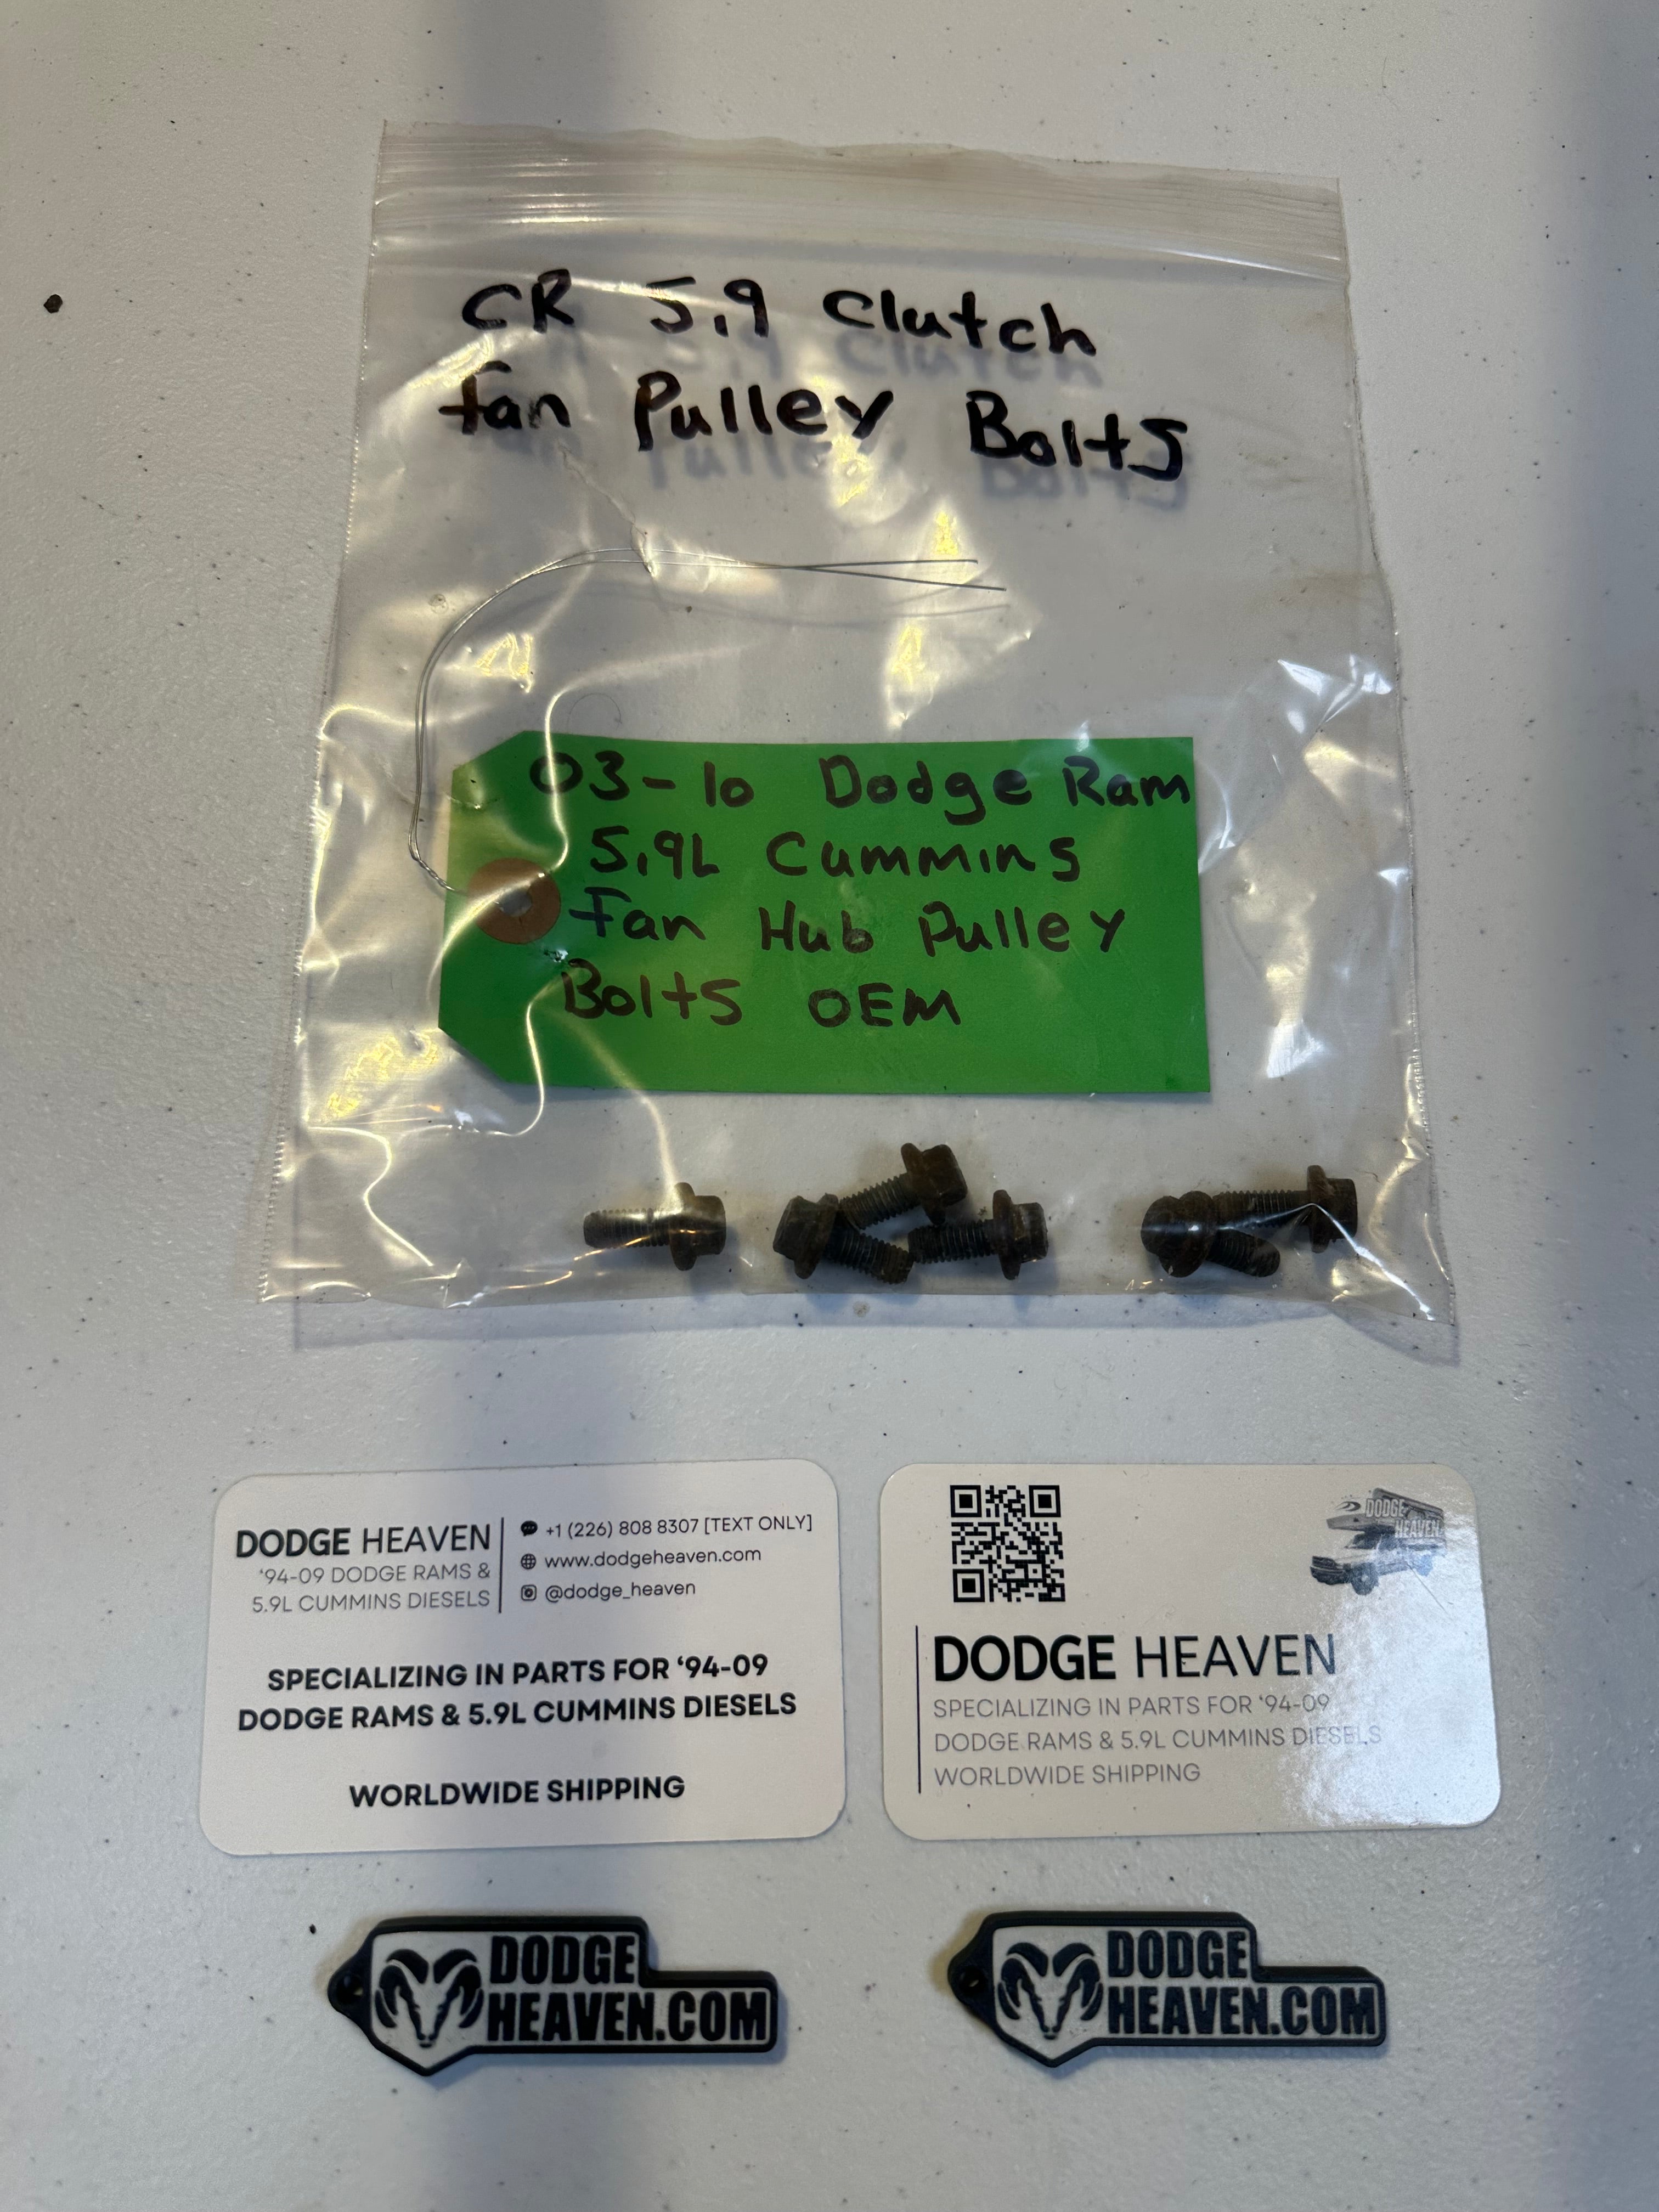 CR 5.9 Clutch
Fan Pulley Bolts
03-10 Dodge Ram
5.9L Cummins
Fan Hub Pulley
Bolts OEM
DODGE HEAVEN
'94-09 DODGE RAMS &
5.9L CUMMINS DIESELS
+1 (226) 808 8307 [TEXT ONLY]
www.dodgeheaven.com
@dodge_heaven
SPECIALIZING IN PARTS FOR '94-09
DODGE RAMS & 5.9L CUMMINS DIESELS
WORLDWIDE SHIPPING
DODGE
HEAVEN
DODGE HEAVEN
SPECIALIZING IN PARTS FOR '94-09
DODGE RAMS & 5.9L CUMMINS DIESELS
WORLDWIDE SHIPPING
DODGE
HEAVEN.COM
DODGE
HEAVEN.COM